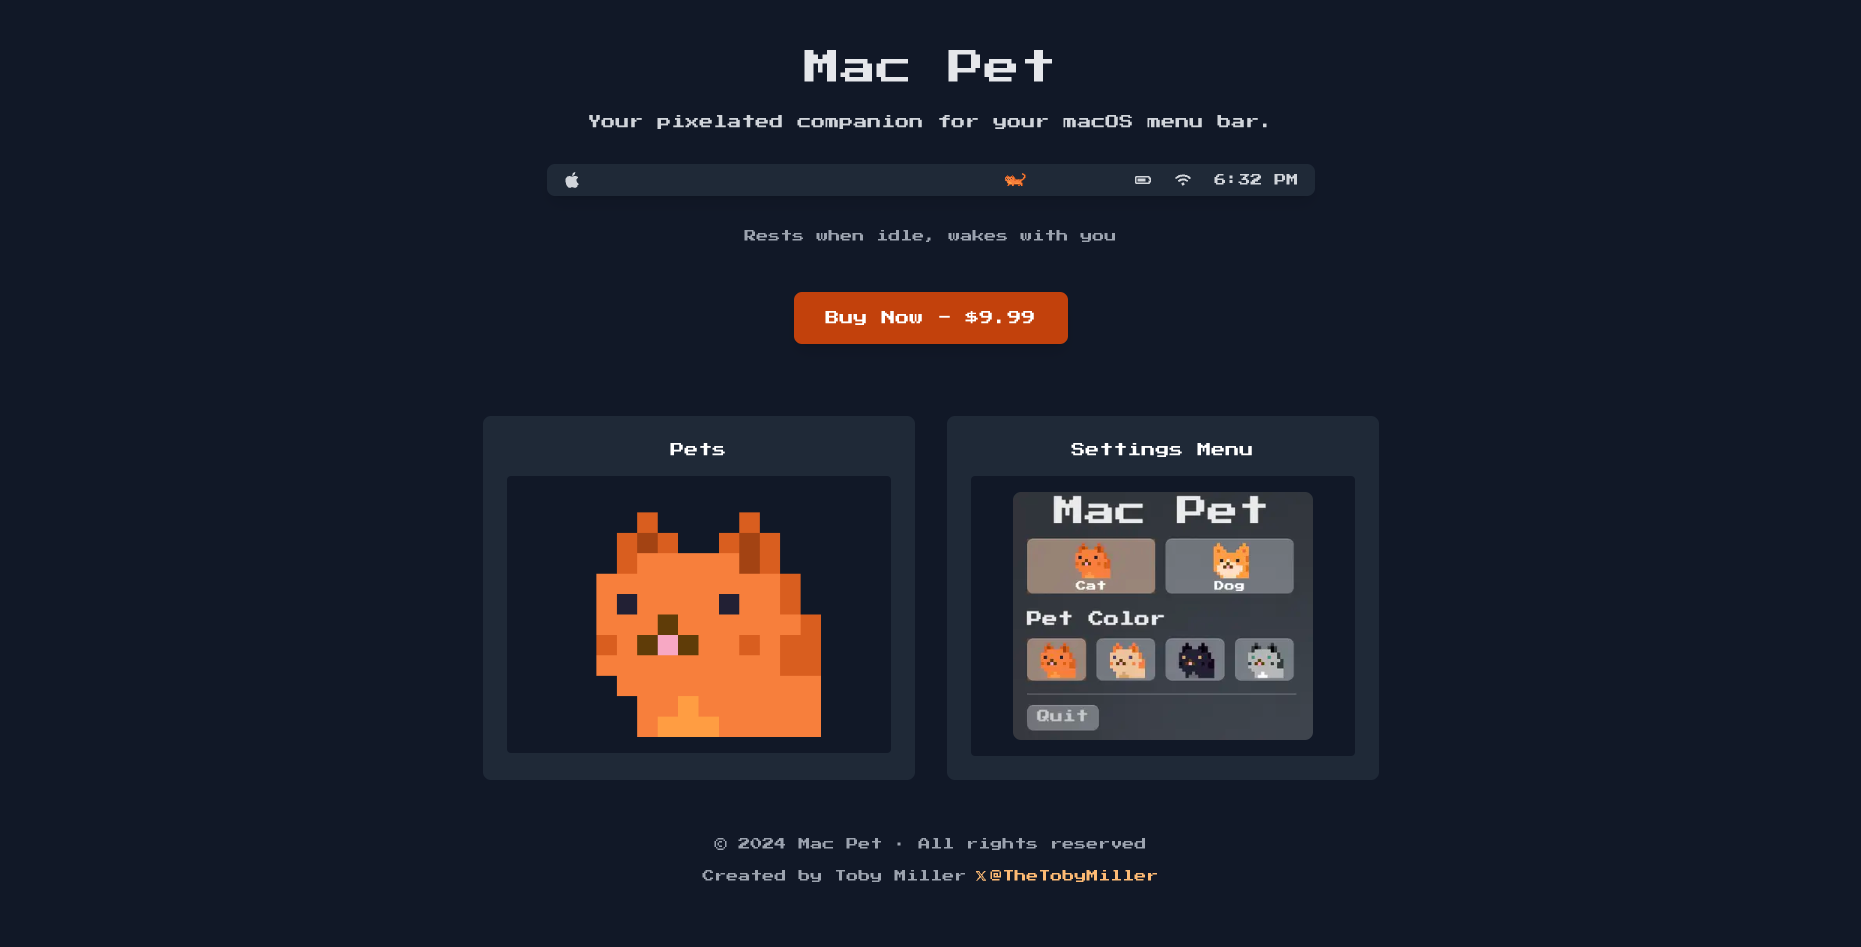 Mac Pet
Your pixelated companion for your macOS menu bar.
6:32 PM
Rests when idle, wakes with you
Buy Now - $9.99
Pets
Settings Menu
Mac Pet
Cat Dog
Pet Color
Quit
© 2024 Mac Pet · All rights reserved
Created by Toby Miller 𝕏@TheTobyMiller